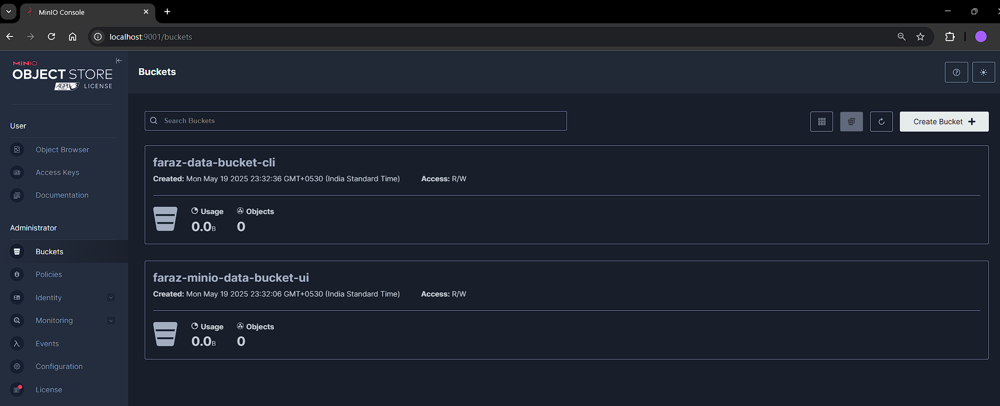 MinIO Console
localhost:9001/buckets
MINIO
OBJECT STORE
AGPL LICENSE
Buckets
User
Object Browser
Access Keys
Documentation
Administrator
Buckets
Policies
Identity
Monitoring
Events
Configuration
License
Search Buckets
Create Bucket
faraz-data-bucket-cli
Created: Mon May 19 2025 23:32:36 GMT+0530 (India Standard Time) Access: R/W
Usage Objects
0.0B 0
faraz-minio-data-bucket-ui
Created: Mon May 19 2025 23:32:06 GMT+0530 (India Standard Time) Access: R/W
Usage Objects
0.0B 0